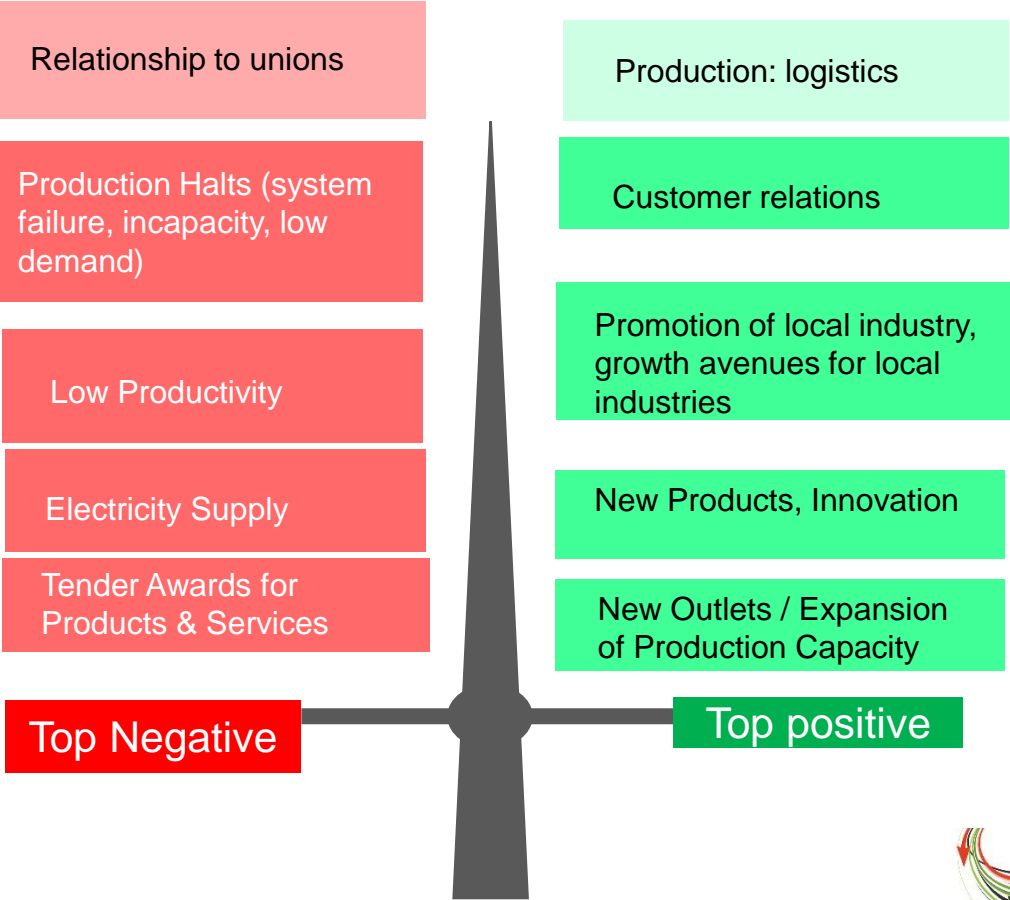 Relationship to unions
Production Halts (system
failure, incapacity, low
demand)
Low Productivity
Electricity Supply
Tender Awards for
Products & Services
Top Negative
Production: logistics
Customer relations
Promotion of local industry,
growth avenues for local
industries
New Products, Innovation
New Outlets / Expansion
of Production Capacity
Top positive